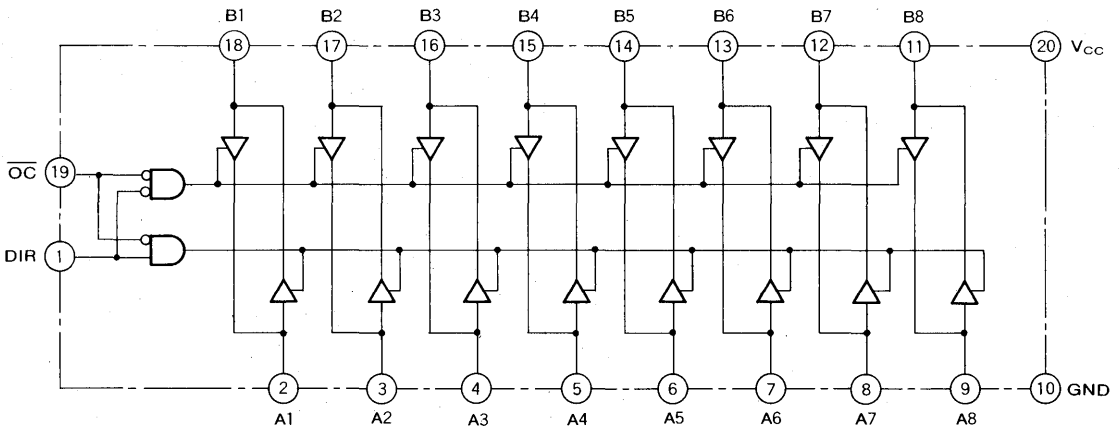 B1 B2 B3 B4 B5 B6 B7 B8
18 17 16 15 14 13 12 11 20 VCC
OC 19
DIR 1
2 3 4 5 6 7 8 9 10 GND
A1 A2 A3 A4 A5 A6 A7 A8